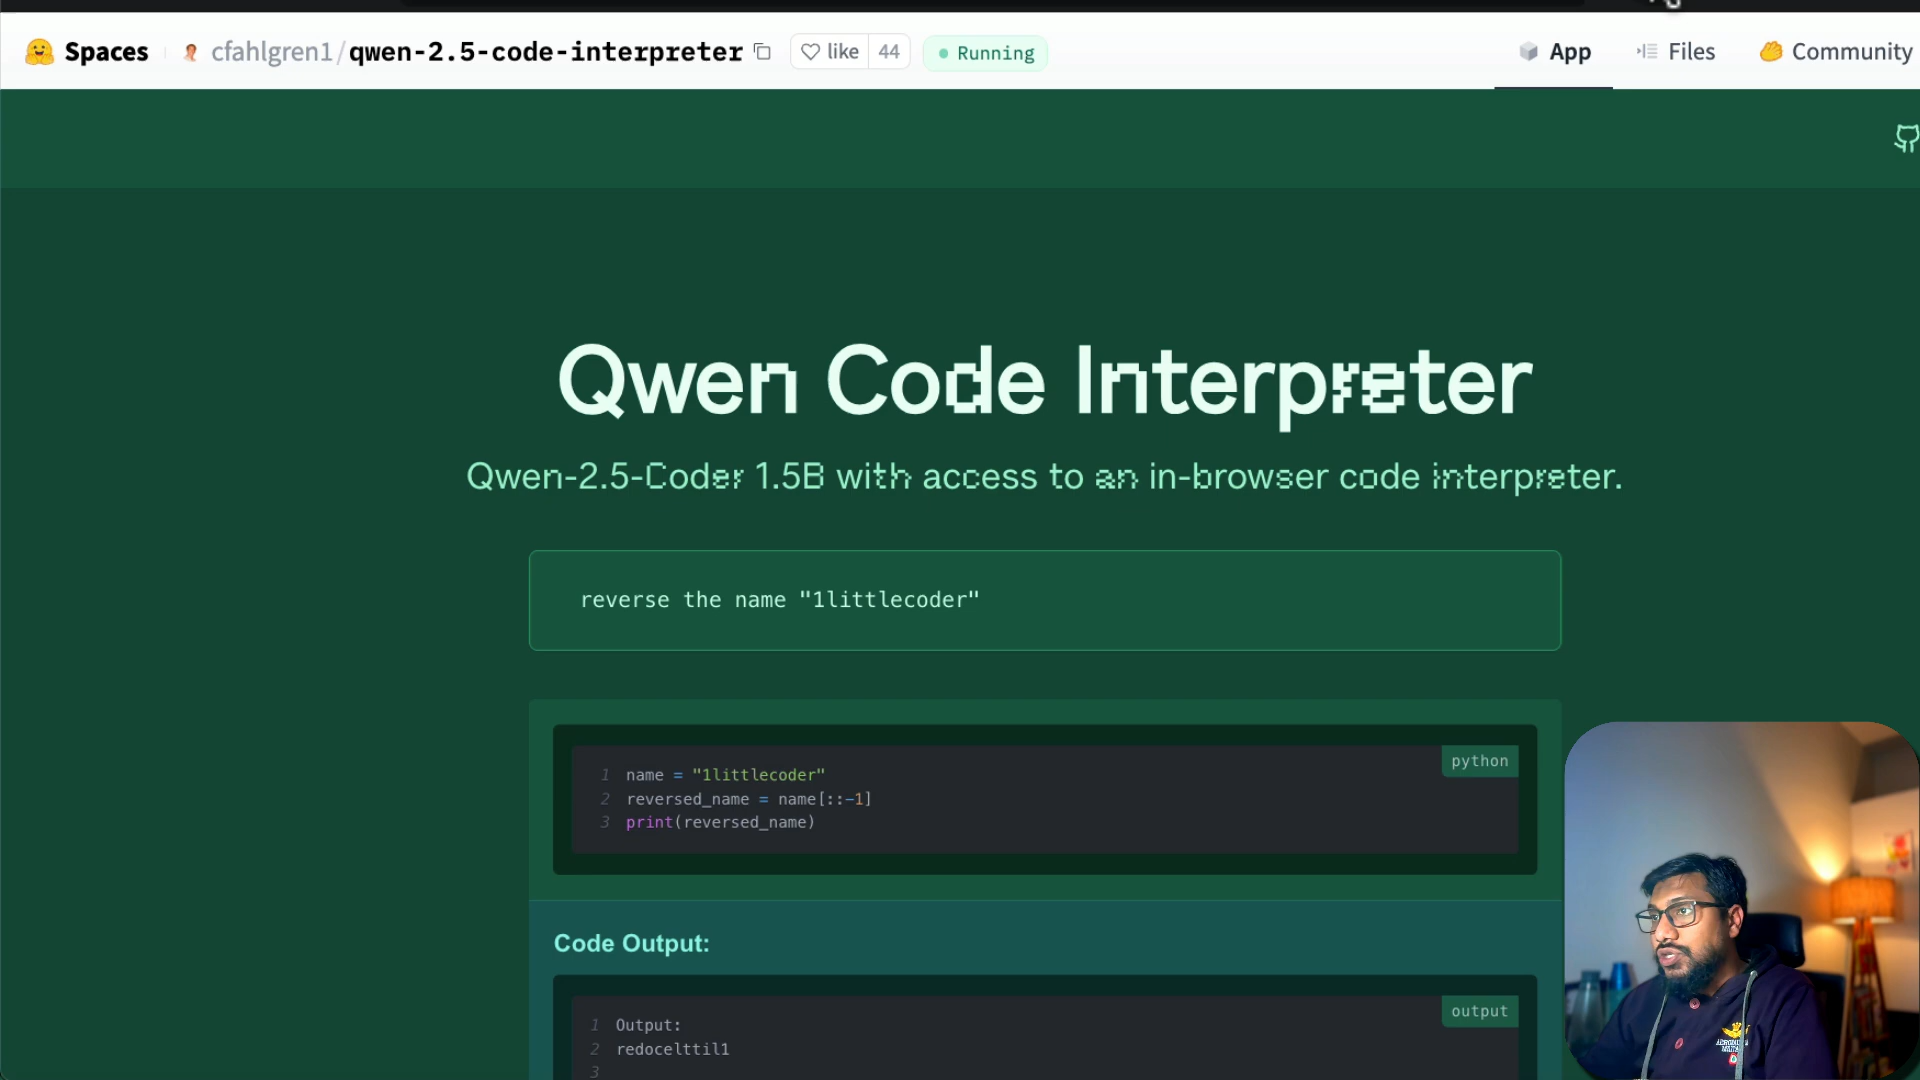 Spaces cfahlgren1/qwen-2.5-code-interpreter like 44 Running App Files Community
Qwen Code Interpreter
Qwen-2.5-Coder 1.5B with access to an in-browser code interpreter.
reverse the name "1littlecoder"
python
1 name = "1littlecoder"
2 reversed_name = name[::-1]
3 print(reversed_name)
Code Output:
output
1 Output:
2 redocelttil1
3